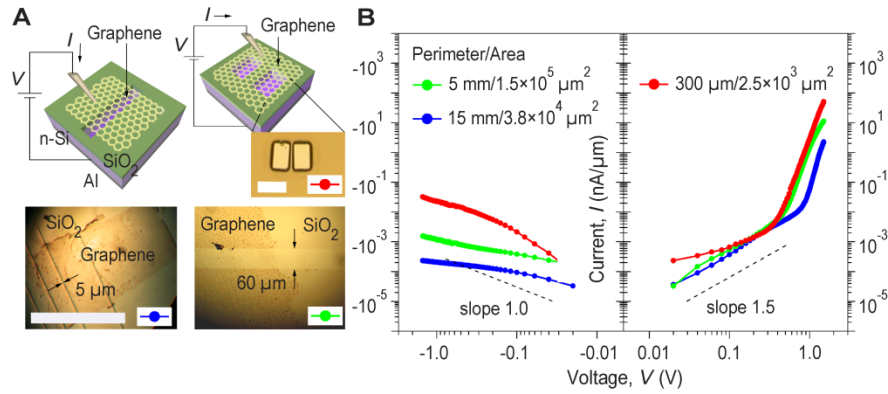 A
I
Graphene
V
n-Si
SiO2
Al
I
Graphene
V
SiO2
Graphene
5 μm
Graphene
SiO2
60 μm
B
Perimeter/Area
5 mm/1.5×10^5 μm^2
15 mm/3.8×10^4 μm^2
300 μm/2.5×10^3 μm^2
-10^3
-10^1
-10^-1
-10^-3
-10^-5
Current, I (nA/μm)
10^3
10^1
10^-1
10^-3
10^-5
slope 1.0
slope 1.5
-1.0
-0.1
-0.01
0.01
0.1
1.0
Voltage, V (V)